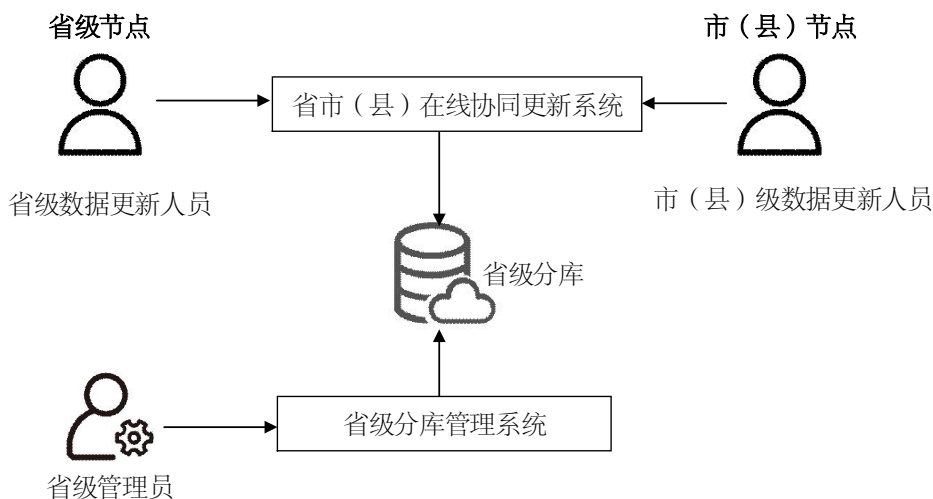 省级节点
市（县）节点
省市（县）在线协同更新系统
省级数据更新人员
市（县）级数据更新人员
省级分库
省级分库管理系统
省级管理员